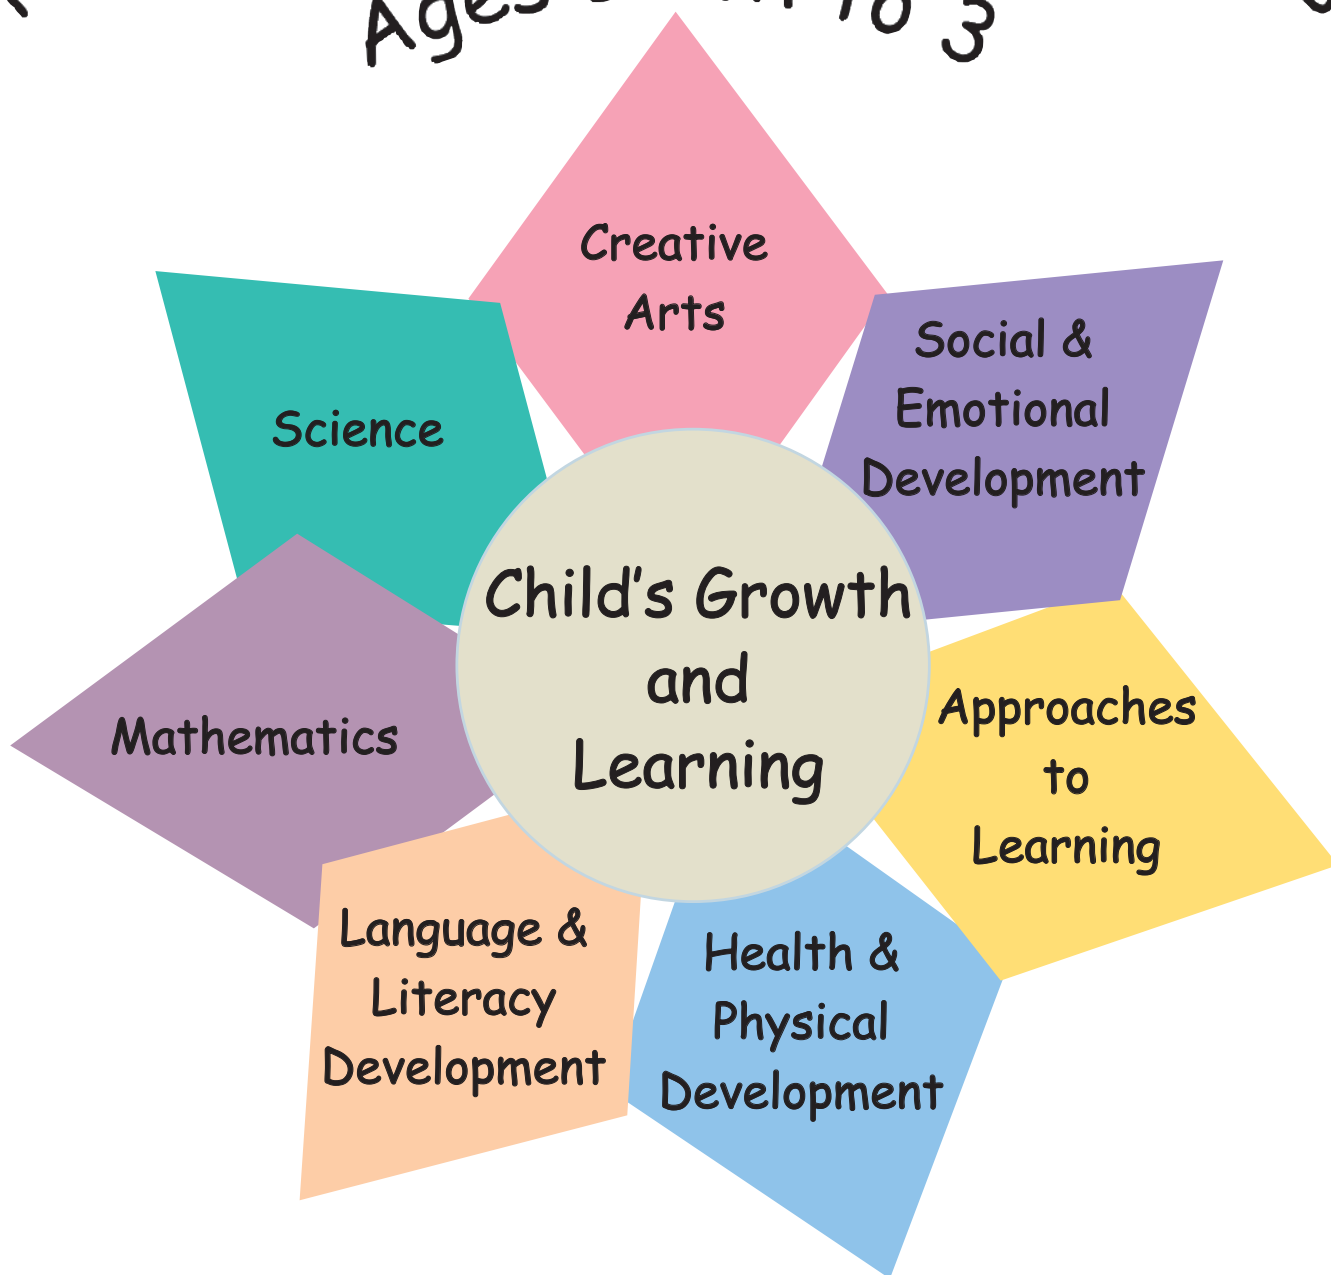 Ages to 3
Creative
Arts
Social &
Emotional
Development
Science
Child's Growth
and
Learning
Approaches
to
Learning
Mathematics
Language &
Literacy
Development
Health &
Physical
Development